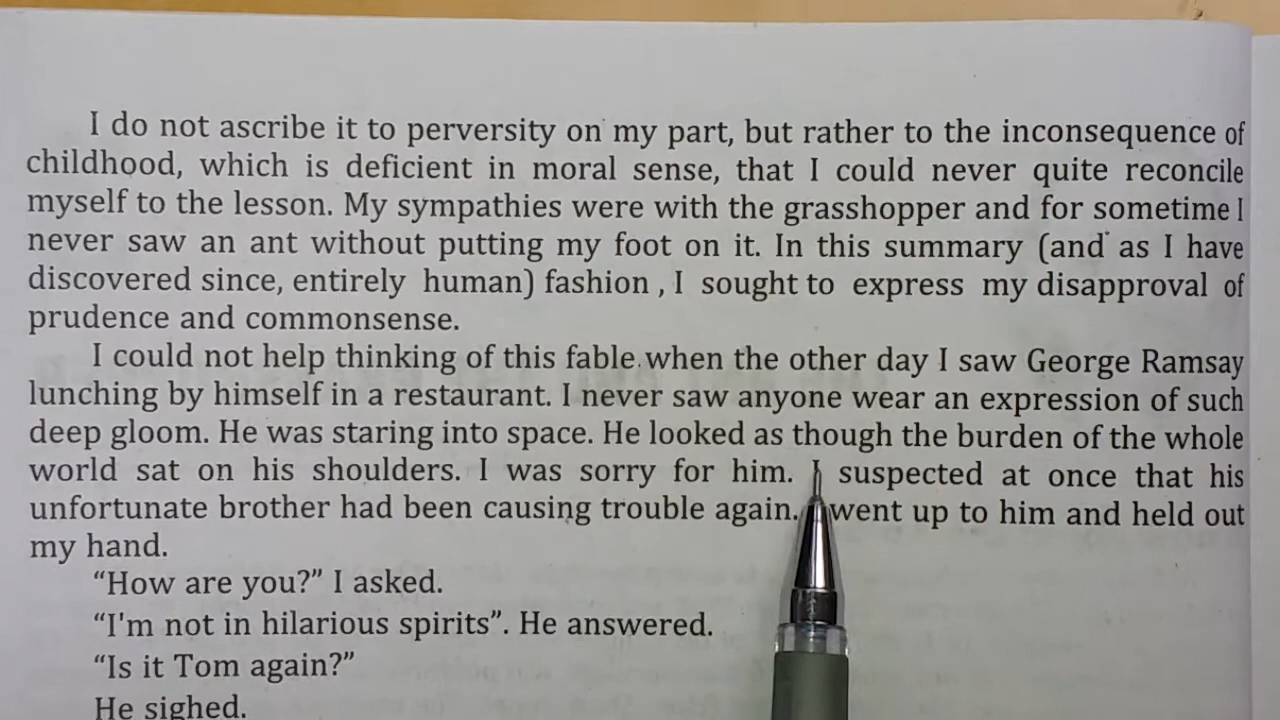 I do not ascribe it to perversity on my part, but rather to the inconsequence of
childhood, which is deficient in moral sense, that I could never quite reconcile
myself to the lesson. My sympathies were with the grasshopper and for sometime I
never saw an ant without putting my foot on it. In this summary (and as I have
discovered since, entirely human) fashion , I sought to express my disapproval of
prudence and commonsense.
I could not help thinking of this fable when the other day I saw George Ramsay
lunching by himself in a restaurant. I never saw anyone wear an expression of such
deep gloom. He was staring into space. He looked as though the burden of the whole
world sat on his shoulders. I was sorry for him. I suspected at once that his
unfortunate brother had been causing trouble again. went up to him and held out
my hand.
“How are you?” I asked.
“I'm not in hilarious spirits”. He answered.
“Is it Tom again?”
He sighed.